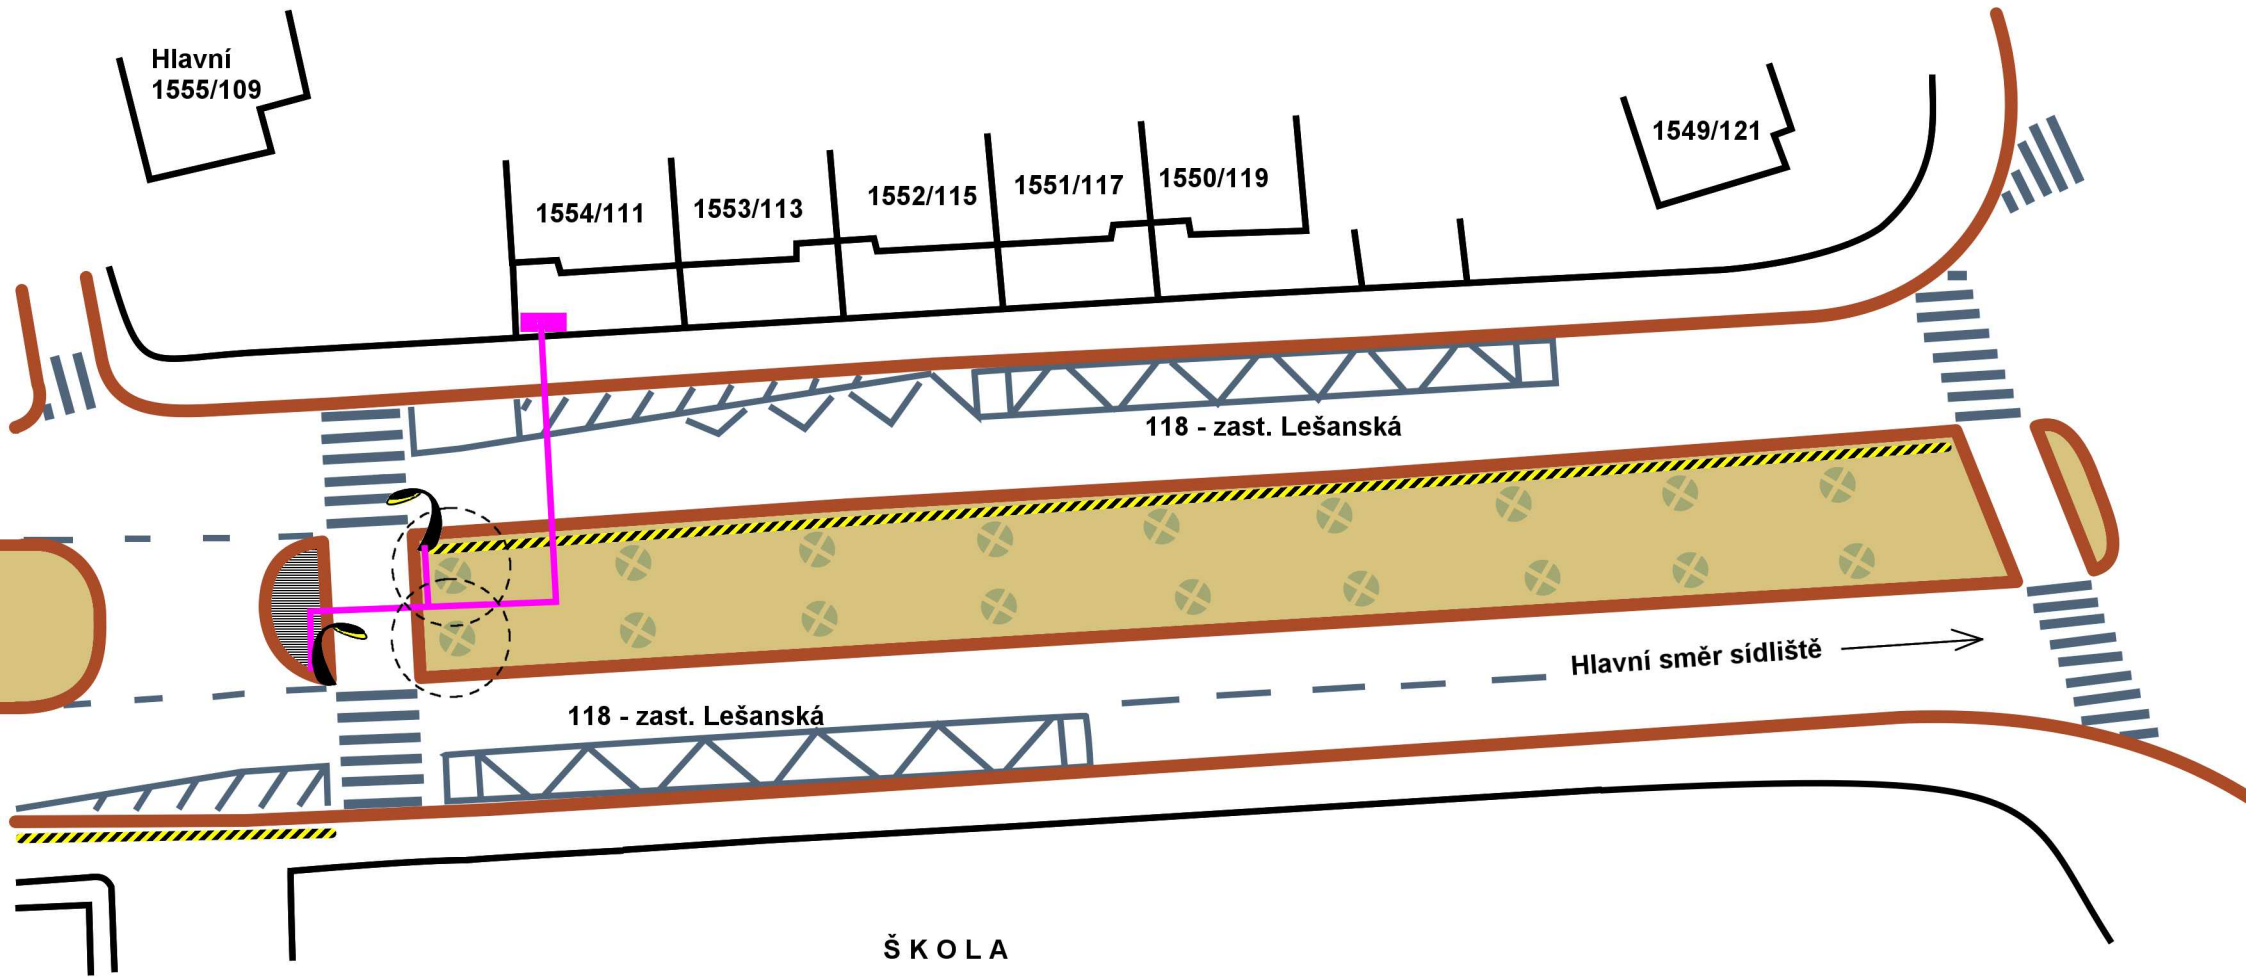 Hlavní
1555/109
1554/111
1553/113
1552/115
1551/117
1550/119
1549/121
118 - zast. Lešanská
Hlavní směr sídliště
118 - zast. Lešanská
ŠKOLA